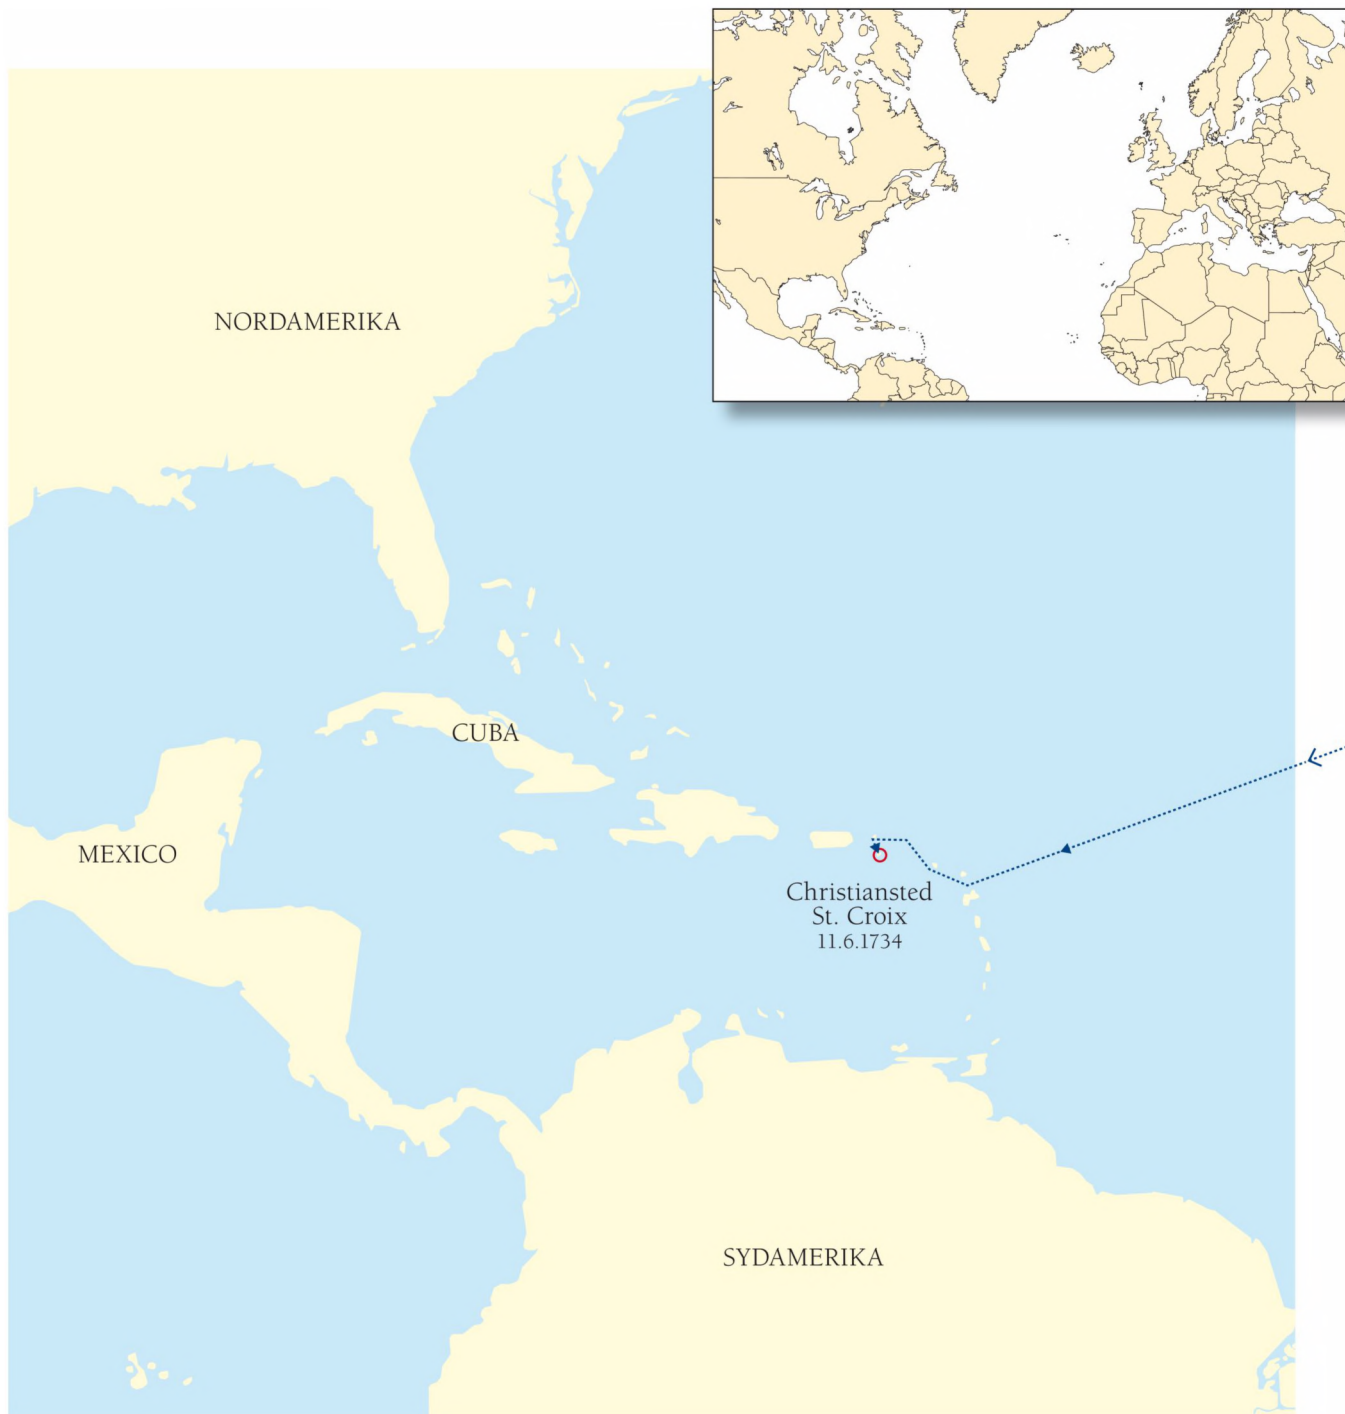 NORDAMERIKA
CUBA
MEXICO
Christiansted
St. Croix
11.6.1734
SYDAMERIKA